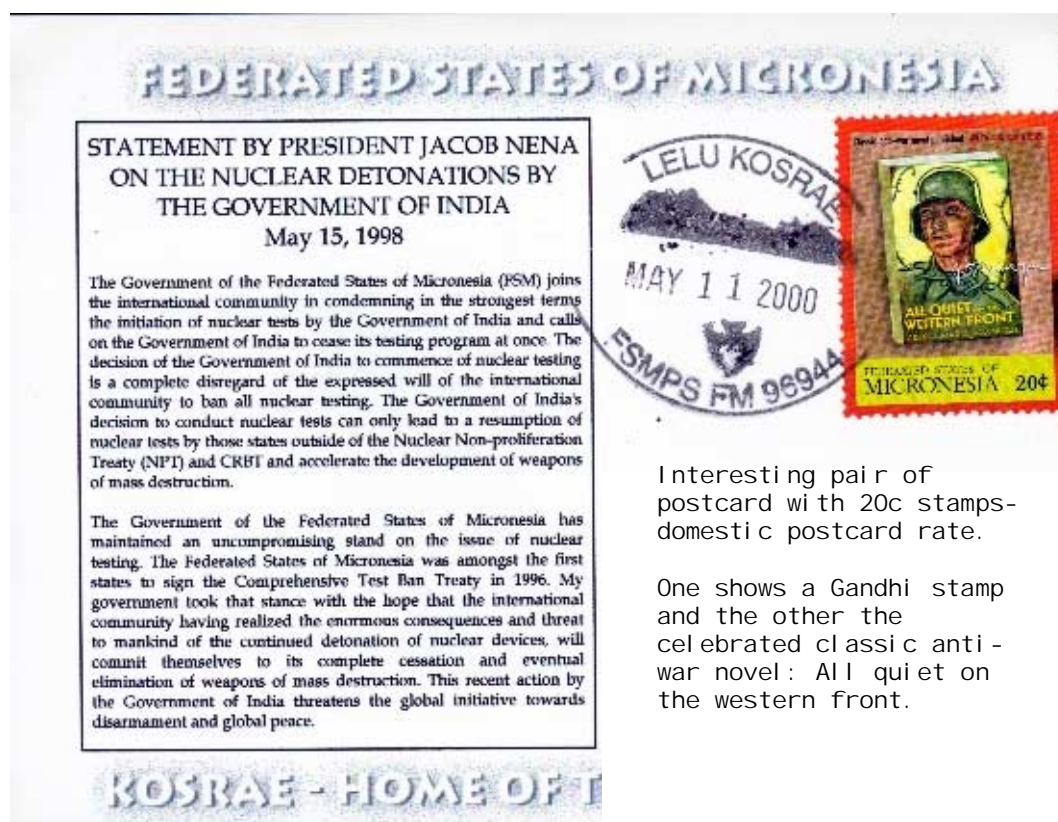 FEDERATED STATES OF MICRONESIA
STATEMENT BY PRESIDENT JACOB NENA
ON THE NUCLEAR DETONATIONS BY
THE GOVERNMENT OF INDIA
May 15, 1998
The Government of the Federated States of Micronesia (FSM) joins
the international community in condemning in the strongest terms
the initiation of nuclear tests by the Government of India and calls
on the Government of India to cease its testing program at once. The
decision of the Government of India to commence of nuclear testing
is a complete disregard of the expressed will of the international
community to ban all nuclear testing. The Government of India's
decision to conduct nuclear tests can only lead to a resumption of
nuclear tests by those states outside of the Nuclear Non-proliferation
Treaty (NPT) and CRBT and accelerate the development of weapons
of mass destruction.
The Government of the Federated States of Micronesia has
maintained an uncompromising stand on the issue of nuclear
testing. The Federated States of Micronesia was amongst the first
states to sign the Comprehensive Test Ban Treaty in 1996. My
government took that stance with the hope that the international
community having realized the enormous consequences and threat
to mankind of the continued detonation of nuclear devices, will
commit themselves to its complete cessation and eventual
elimination of weapons of mass destruction. This recent action by
the Government of India threatens the global initiative towards
disarmament and global peace.
KOSRAE - HOME OF T
LELU KOSRAE
MAY 11 2000
FSMPS FM 96944
ALL QUIET
WESTERN FRONT
FEDERATED STATES OF
MICRONESIA 20¢
Interesting pair of
postcard with 20c stamps-
domestic postcard rate.
One shows a Gandhi stamp
and the other the
celebrated classic anti-
war novel: All quiet on
the western front.